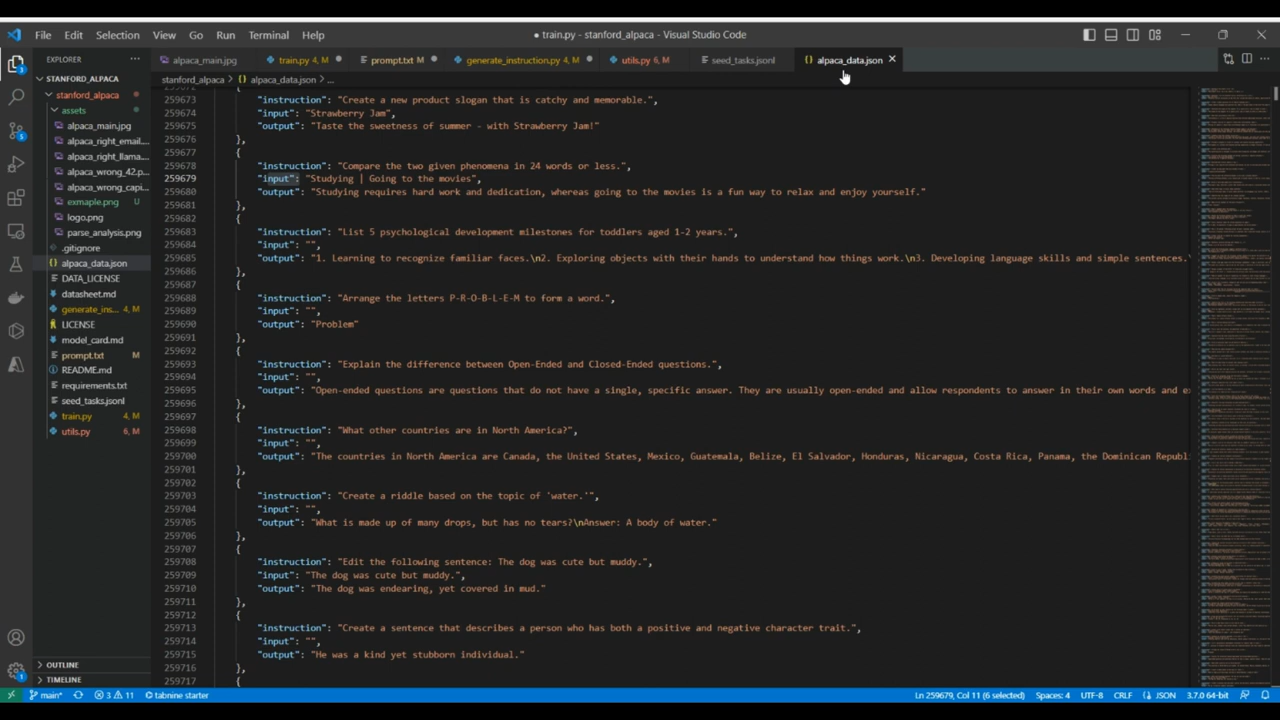 File Edit Selection View Go Run Terminal Help
● train.py - stanford_alpaca - Visual Studio Code
EXPLORER
STANFORD_ALPACA
stanford_alpaca
assets
alpaca_main.jpg
alpaca_right_email...
alpaca_right_llama...
alpaca_wrong_42.p...
alpaca_wrong_capi...
exmaple.png U
logo.png
parse_analysis.png
.gitignore
alpaca_data.json
DATA_LICENSE
datasheet.md
generate_ins... 4, M
LICENSE
model_card.md
prompt.txt M
README.md
requirements.txt
seed_tasks.jsonl
train.py 4, M
utils.py 6, M
OUTLINE
TIMELINE
alpaca_main.jpg train.py 4, M prompt.txt M generate_instruction.py 4, M utils.py 6, M seed_tasks.jsonl alpaca_data.json
stanford_alpaca > {} alpaca_data.json > ...
259672 {
259673 "instruction": "Create a new product slogan that is catchy and memorable.",
259674 "input": "Strawberry Jam",
259675 "output": "Taste the sweetness of summer - with Strawberry Jam!"
259676 },
259677 {
259678 "instruction": "Compare the two given phenomena in 24 words or less.",
259679 "input": "Studying | Going to the movies",
259680 "output": "Studying requires hard work and dedication, whereas going to the movies is a fun way to relax and enjoy yourself."
259681 },
259682 {
259683 "instruction": "List 5 psychological development milestones for toddlers aged 1-2 years.",
259684 "input": "",
259685 "output": "1. Learning to recognize familiar faces.\n2. Exploring objects with their hands to understand how things work.\n3. Developing language skills and simple sentences.\
259686 },
259687 {
259688 "instruction": "Arrange the letters P-R-O-B-L-E-M to form a word.",
259689 "input": "",
259690 "output": "Problem"
259691 },
259692 {
259693 "instruction": "Explain the difference between Open-Ended and Closed-Ended questions.",
259694 "input": "",
259695 "output": "Open-ended questions are questions that do not have a single, specific answer. They are usually open-ended and allow respondents to answer in their own words and e
259696 },
259697 {
259698 "instruction": "What other countries are in North America?",
259699 "input": "",
259700 "output": "The countries in North America are Canada, the United States, Mexico, Guatemala, Belize, El Salvador, Honduras, Nicaragua, Costa Rica, Panama, the Dominican Republi
259701 },
259702 {
259703 "instruction": "Create a riddle based on the topic of 'water.'",
259704 "input": "",
259705 "output": "What is made up of many drops, but has no tears?\nAnswer: A body of water."
259706 },
259707 {
259708 "instruction": "Edit the following sentence: The dog was cute but muddy.",
259709 "input": "The dog was cute but muddy.",
259710 "output": "The dog was endearing, yet covered in mud."
259711 },
259712 {
259713 "instruction": "Create a sentence that describes a person who has both a positive and negative character trait.",
259714 "input": "",
259715 "output": "He was a kind yet stubborn individual."
259716 },
259717 {
main* 3 11 tabnine starter Ln 259679, Col 11 (6 selected) Spaces: 4 UTF-8 CRLF JSON 3.7.0 64-bit